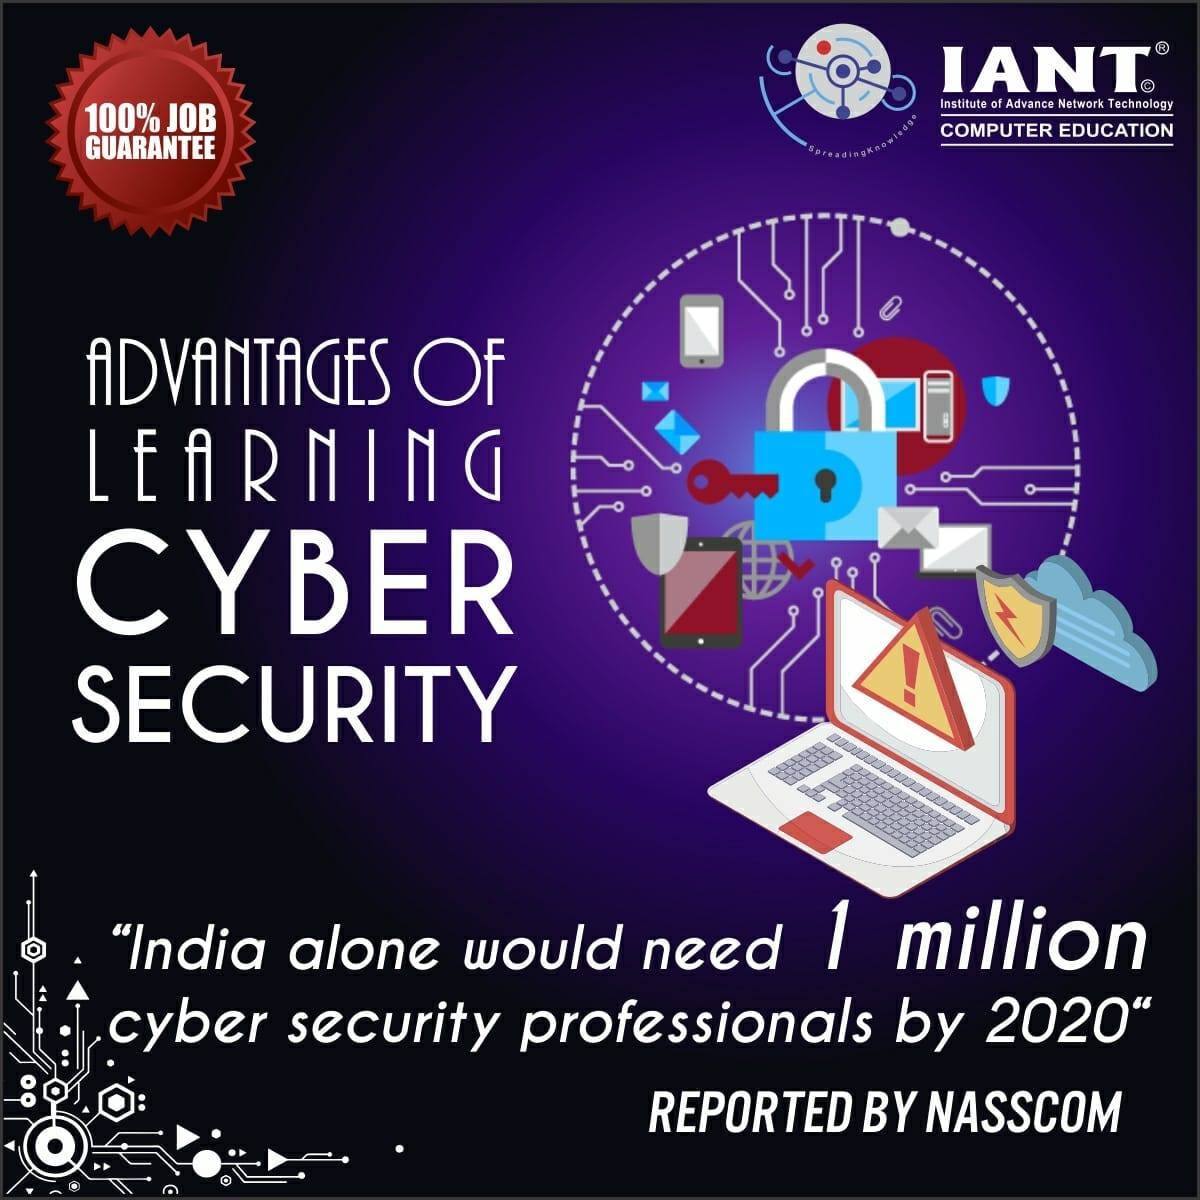 100% JOB
GUARANTEE
IANT®
©
Institute of Advance Network Technology
COMPUTER EDUCATION
SpreadingKnowledge
ADVANTAGES OF
LEARNING
CYBER
SECURITY
“India alone would need 1 million
cyber security professionals by 2020“
REPORTED BY NASSCOM